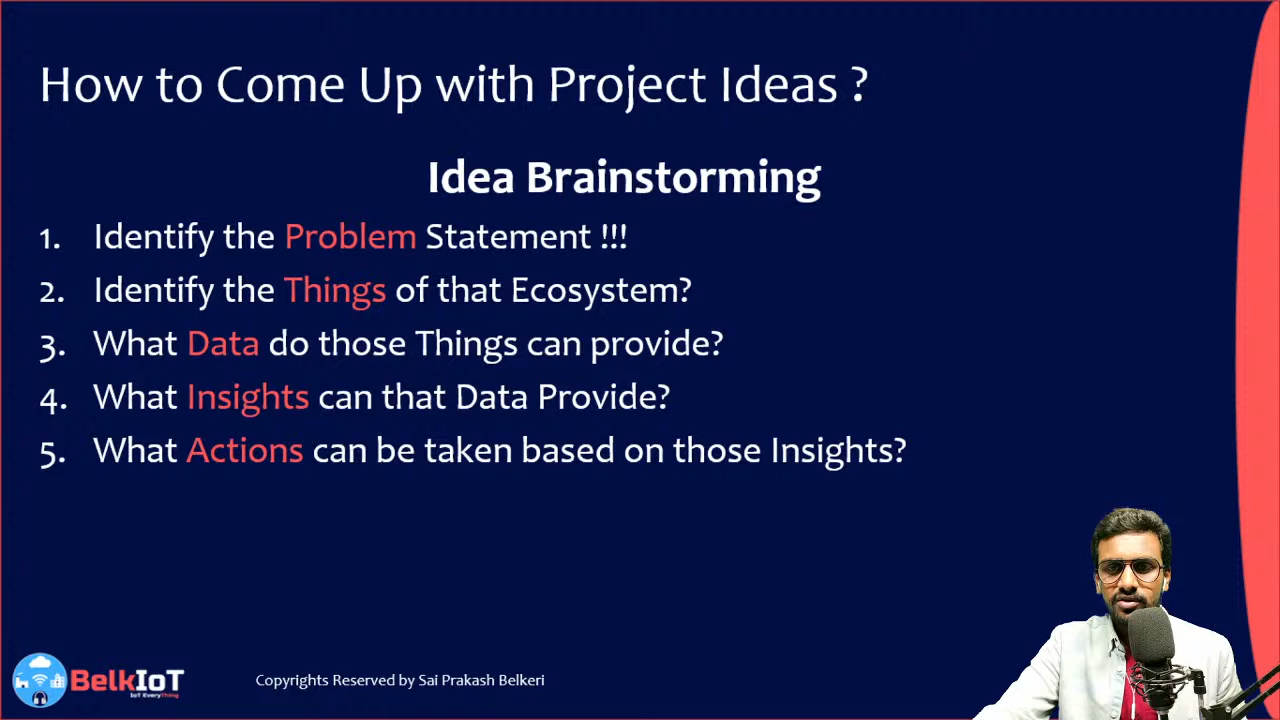 How to Come Up with Project Ideas ?
Idea Brainstorming
1. Identify the Problem Statement !!!
2. Identify the Things of that Ecosystem?
3. What Data do those Things can provide?
4. What Insights can that Data Provide?
5. What Actions can be taken based on those Insights?
BelkIoT
IoT EveryThing
Copyrights Reserved by Sai Prakash Belkeri